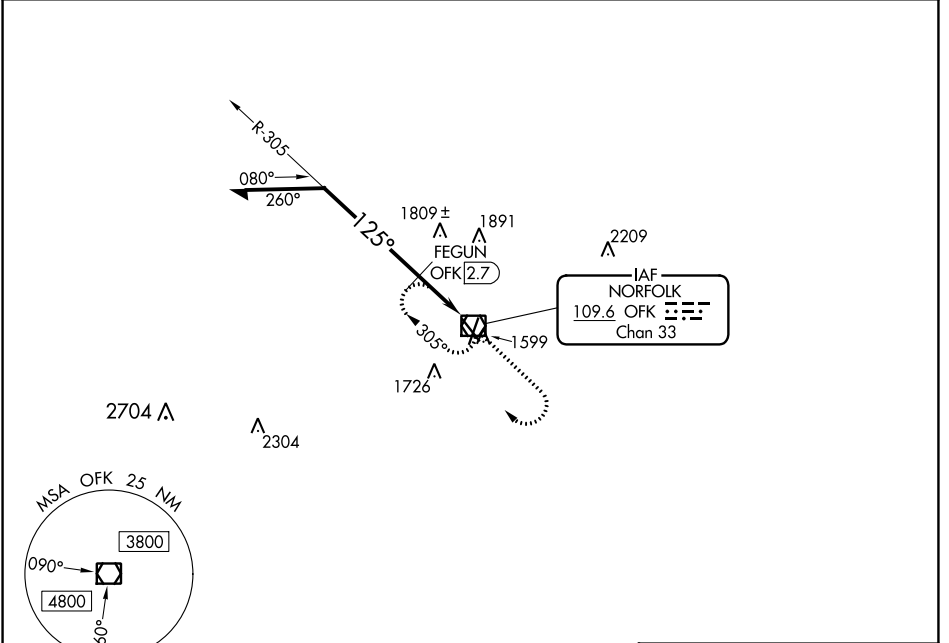 R-305
080°
260°
125°
1809±
1891
FEGUN
OFK 2.7
2209
IAF
NORFOLK
109.6 OFK
Chan 33
305°
1599
1726
2704
2304
MSA OFK 25 NM
3800
090°
4800